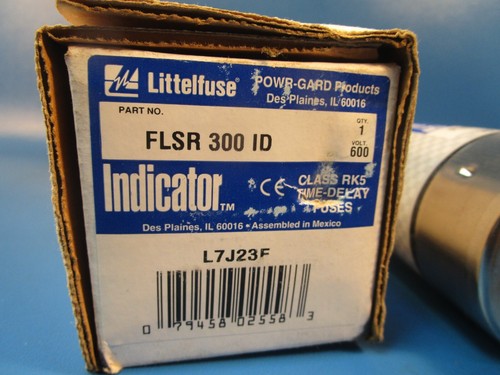 Littelfuse®
POWR-GARD Products
Des Plaines, IL 60016
PART NO.
QTY.
FLSR 300 ID
1
VOLT.
600
Indicator™
CE
CLASS RK5
TIME-DELAY
FUSES
Des Plaines, IL 60016 • Assembled in Mexico
L7J23F
0 79458 02558 3